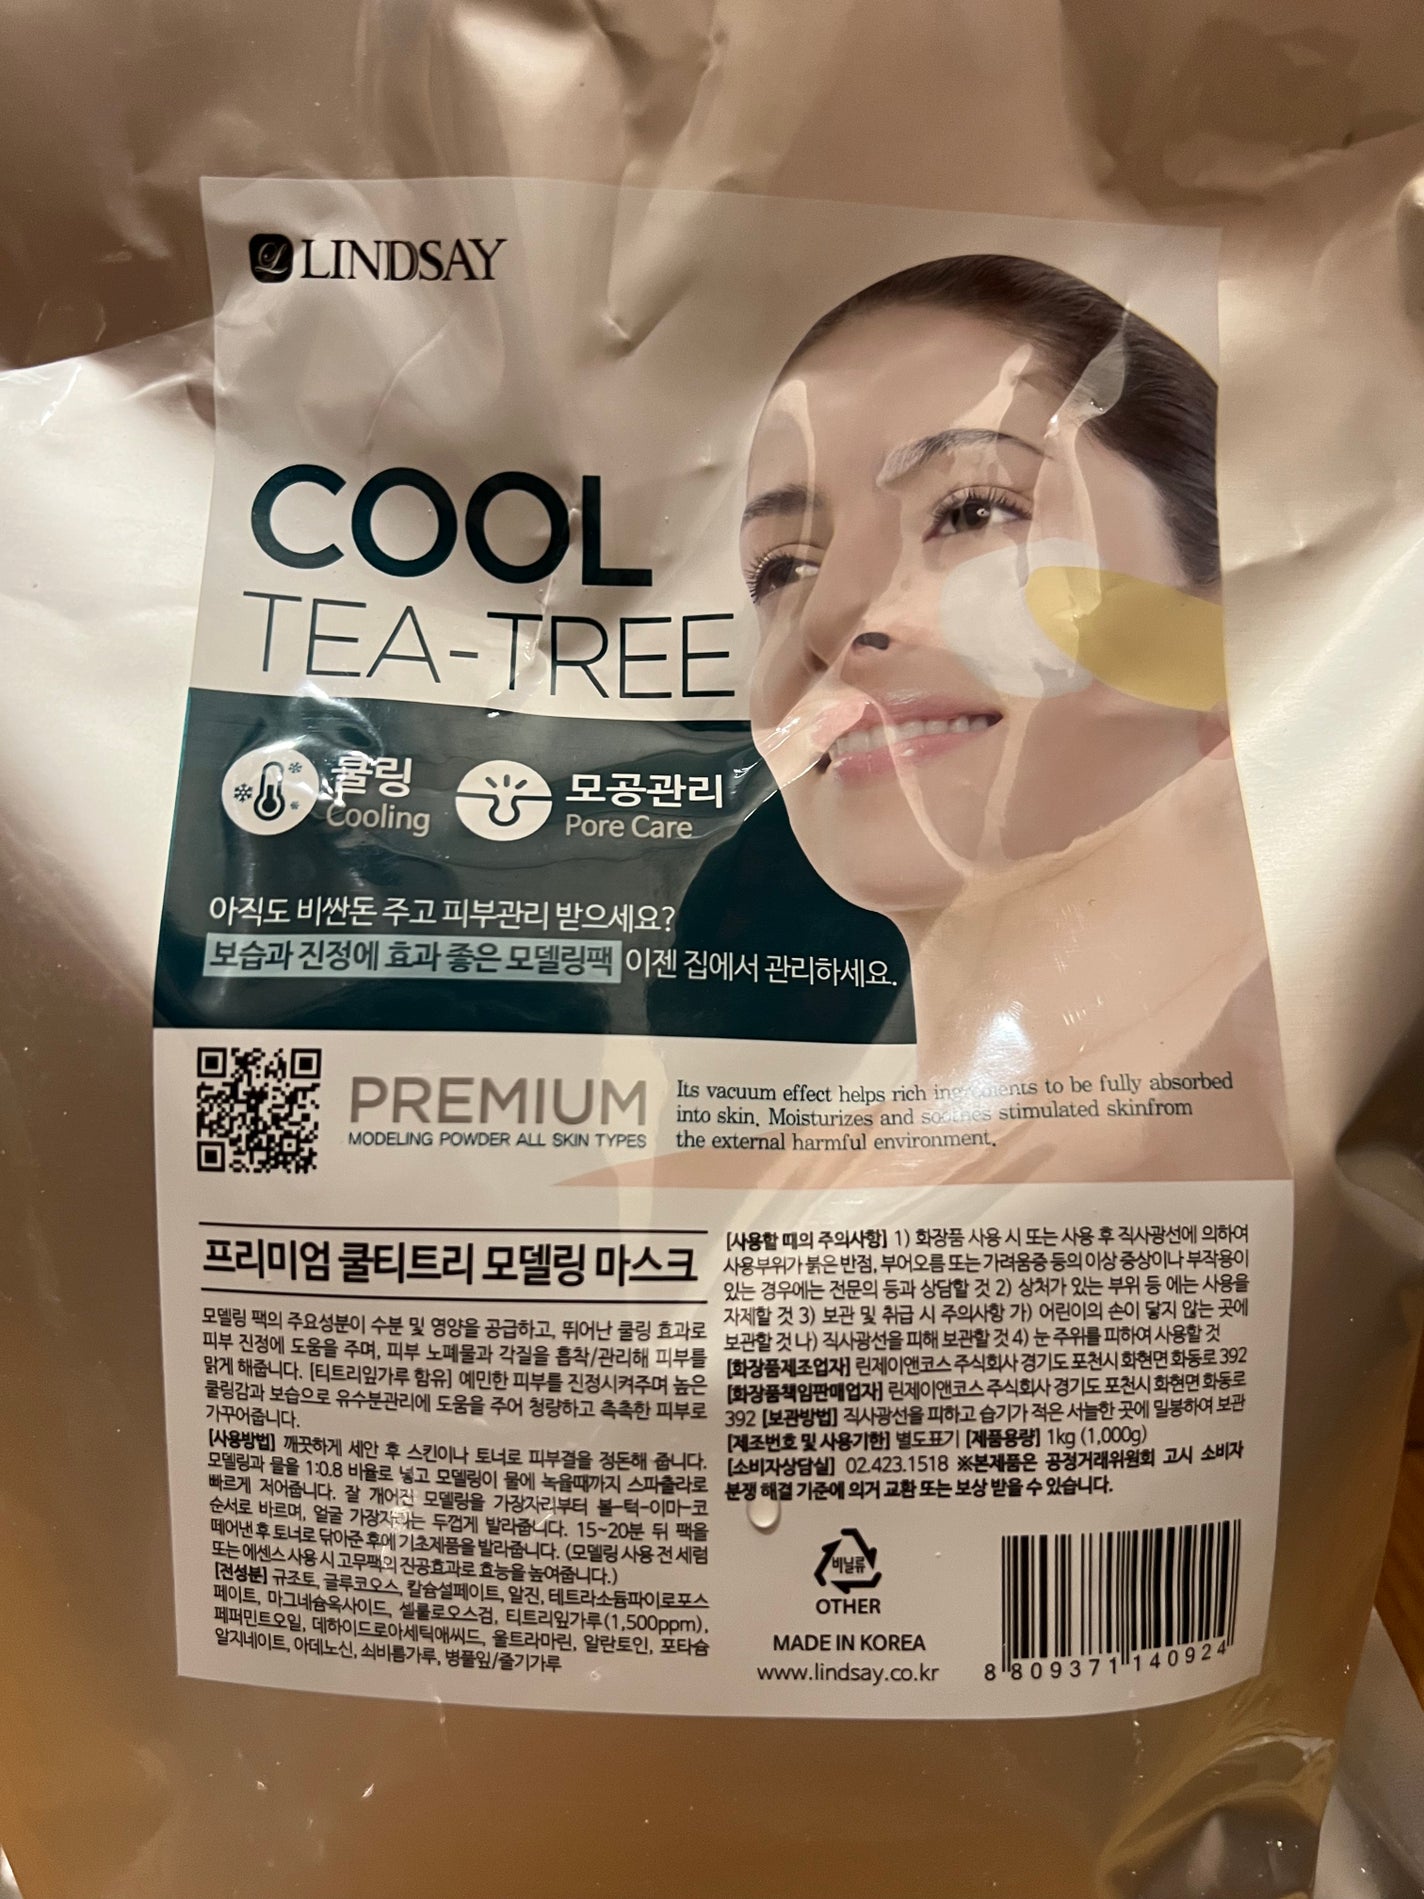 LINDSAY
COOL
TEA-TREE
쿨링
Cooling
모공관리
Pore Care
아직도 비싼돈 주고 피부관리 받으세요?
보습과 진정에 효과 좋은 모델링팩 이젠 집에서 관리하세요.
PREMIUM
MODELING POWDER ALL SKIN TYPES
Its vacuum effect helps rich ingredients to be fully absorbed
into skin. Moisturizes and soothes stimulated skinfrom
the external harmful environment.
프리미엄 쿨티트리 모델링 마스크
모델링 팩의 주요성분이 수분 및 영양을 공급하고, 뛰어난 쿨링 효과로
피부 진정에 도움을 주며, 피부 노폐물과 각질을 흡착/관리해 피부를
맑게 해줍니다. [티트리잎가루 함유] 예민한 피부를 진정시켜주며 높은
쿨링감과 보습으로 유수분관리에 도움을 주어 청량하고 촉촉한 피부로
가꾸어줍니다.
[사용방법] 깨끗하게 세안 후 스킨이나 토너로 피부결을 정돈해 줍니다.
모델링과 물을 1:0.8 비율로 넣고 모델링이 물에 녹을때까지 스파츌라로
빠르게 저어줍니다. 잘 개어진 모델링을 가장자리부터 볼-턱-이마-코
순서로 바르며, 얼굴 가장자리는 두껍게 발라줍니다. 15~20분 뒤 팩을
떼어낸 후 토너로 닦아준 후에 기초제품을 발라줍니다. (모델링 사용 전 세럼
또는 에센스 사용 시 고무팩의 진공효과로 효능을 높여줍니다.)
[전성분] 규조토, 글루코오스, 칼슘설페이트, 알진, 테트라소듐파이로포스
페이트, 마그네슘옥사이드, 셀룰로오스검, 티트리잎가루(1,500ppm),
페퍼민트오일, 데하이드로아세틱애씨드, 울트라마린, 알란토인, 포타슘
알지네이트, 아데노신, 쇠비름가루, 병풀잎/줄기가루
[사용할 때의 주의사항] 1) 화장품 사용 시 또는 사용 후 직사광선에 의하여
사용부위가 붉은 반점, 부어오름 또는 가려움증 등의 이상 증상이나 부작용이
있는 경우에는 전문의 등과 상담할 것 2) 상처가 있는 부위 등 에는 사용을
자제할 것 3) 보관 및 취급 시 주의사항 가) 어린이의 손이 닿지 않는 곳에
보관할 것 나) 직사광선을 피해 보관할 것 4) 눈 주위를 피하여 사용할 것
[화장품제조업자] 린제이앤코스 주식회사 경기도 포천시 화현면 화동로 392
[화장품책임판매업자] 린제이앤코스 주식회사 경기도 포천시 화현면 화동로
392 [보관방법] 직사광선을 피하고 습기가 적은 서늘한 곳에 밀봉하여 보관
[제조번호 및 사용기한] 별도표기 [제품용량] 1kg (1,000g)
[소비자상담실] 02.423.1518 ※본제품은 공정거래위원회 고시 소비자
분쟁 해결 기준에 의거 교환 또는 보상 받을 수 있습니다.
비닐류
OTHER
MADE IN KOREA
www.lindsay.co.kr
8 809371 140924